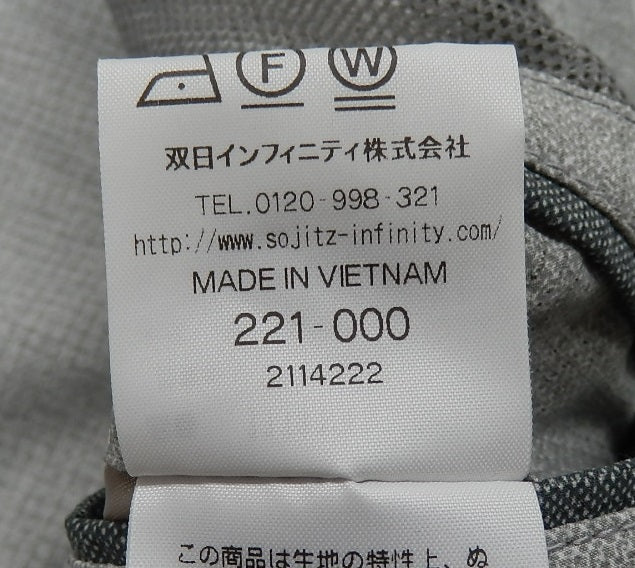 F W
双日インフィニティ株式会社
TEL.0120-998-321
http://www.sojitz-infinity.com/
MADE IN VIETNAM
221-000
2114222
この商品は生地の特性上、ぬ